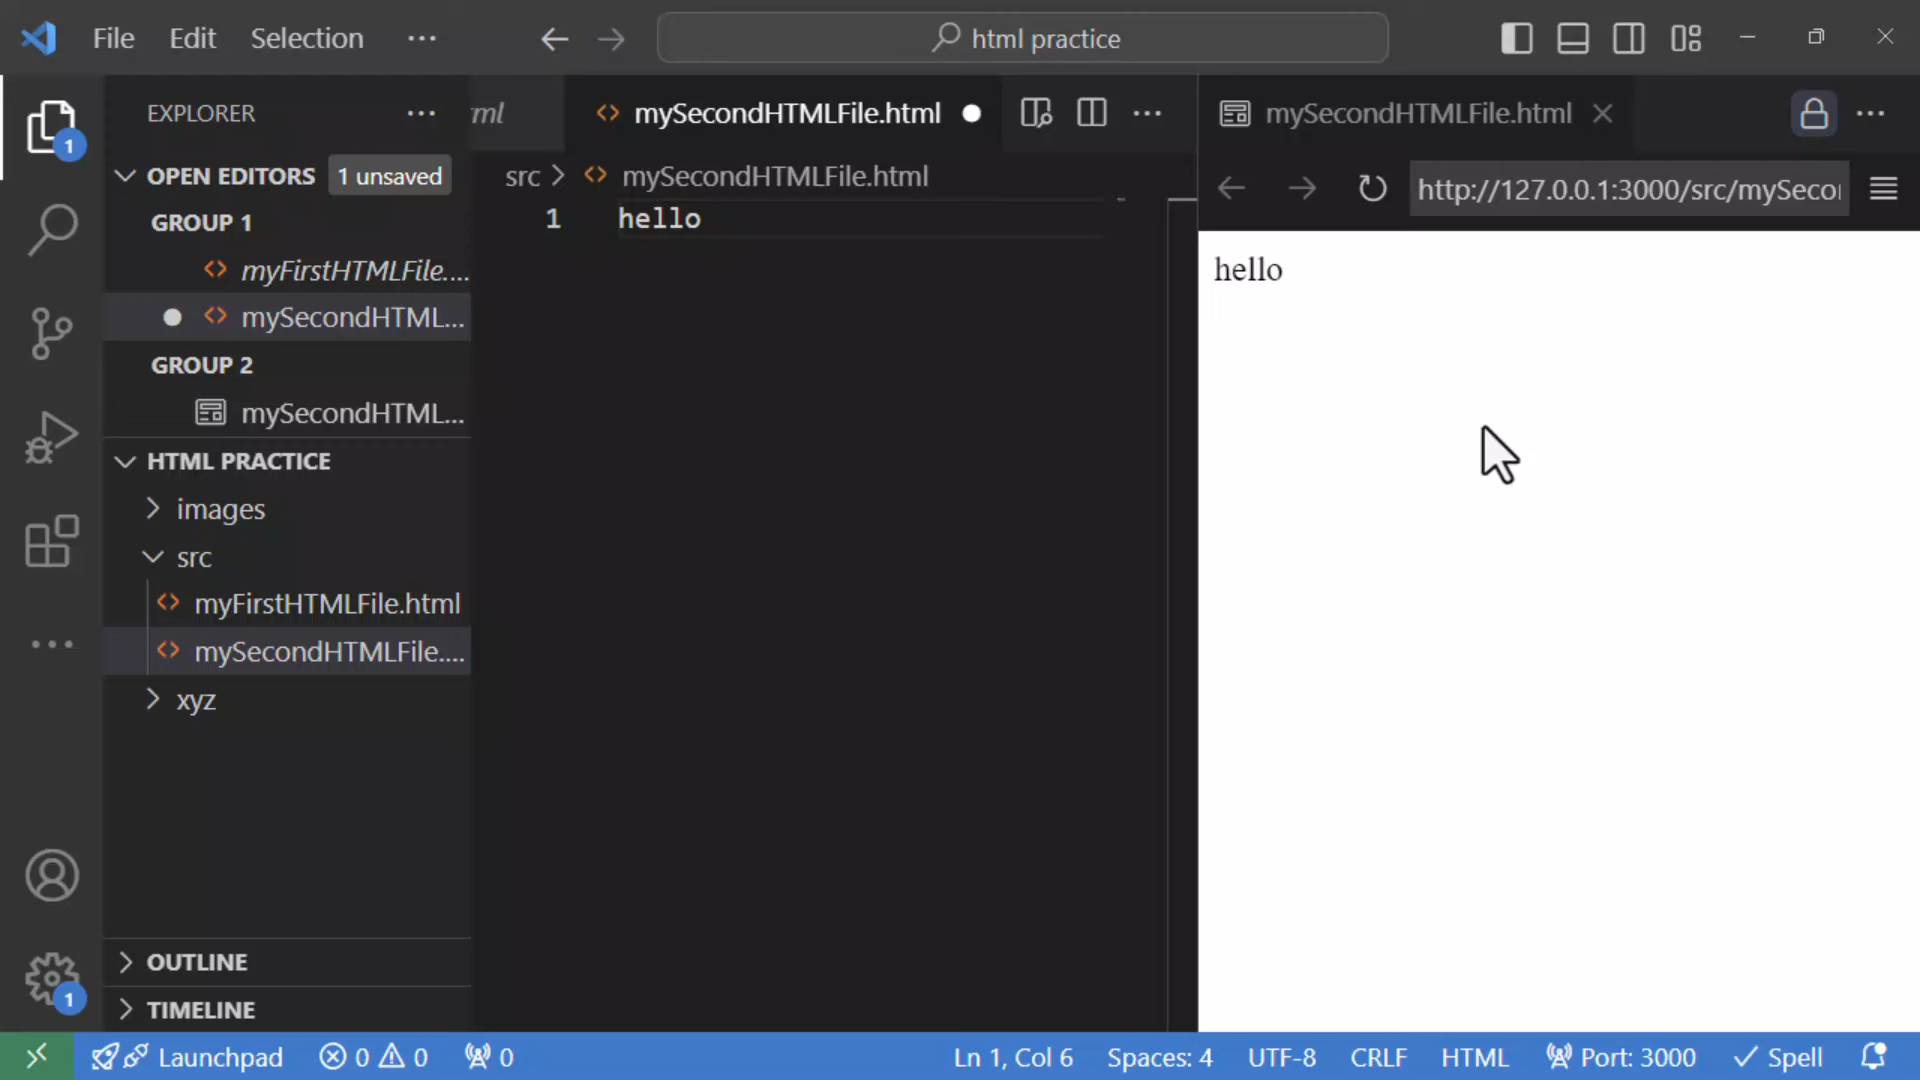 File Edit Selection ···
html practice
EXPLORER ···
OPEN EDITORS 1 unsaved
GROUP 1
myFirstHTMLFile....
mySecondHTML...
GROUP 2
mySecondHTML...
HTML PRACTICE
images
src
myFirstHTMLFile.html
mySecondHTMLFile....
xyz
OUTLINE
TIMELINE
mySecondHTMLFile.html
src > mySecondHTMLFile.html
1 hello
mySecondHTMLFile.html
http://127.0.0.1:3000/src/mySeco
hello
1
1
Launchpad 0 0 0 Ln 1, Col 6 Spaces: 4 UTF-8 CRLF HTML Port: 3000 Spell